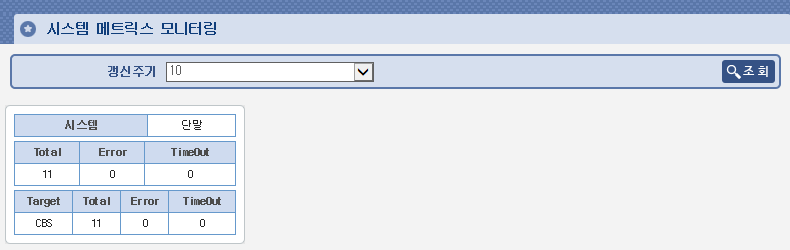 시스템 메트릭스 모니터링
갱신주기 10 조회
시스템 단말
Total Error TimeOut
11 0 0
Target Total Error TimeOut
CBS 11 0 0